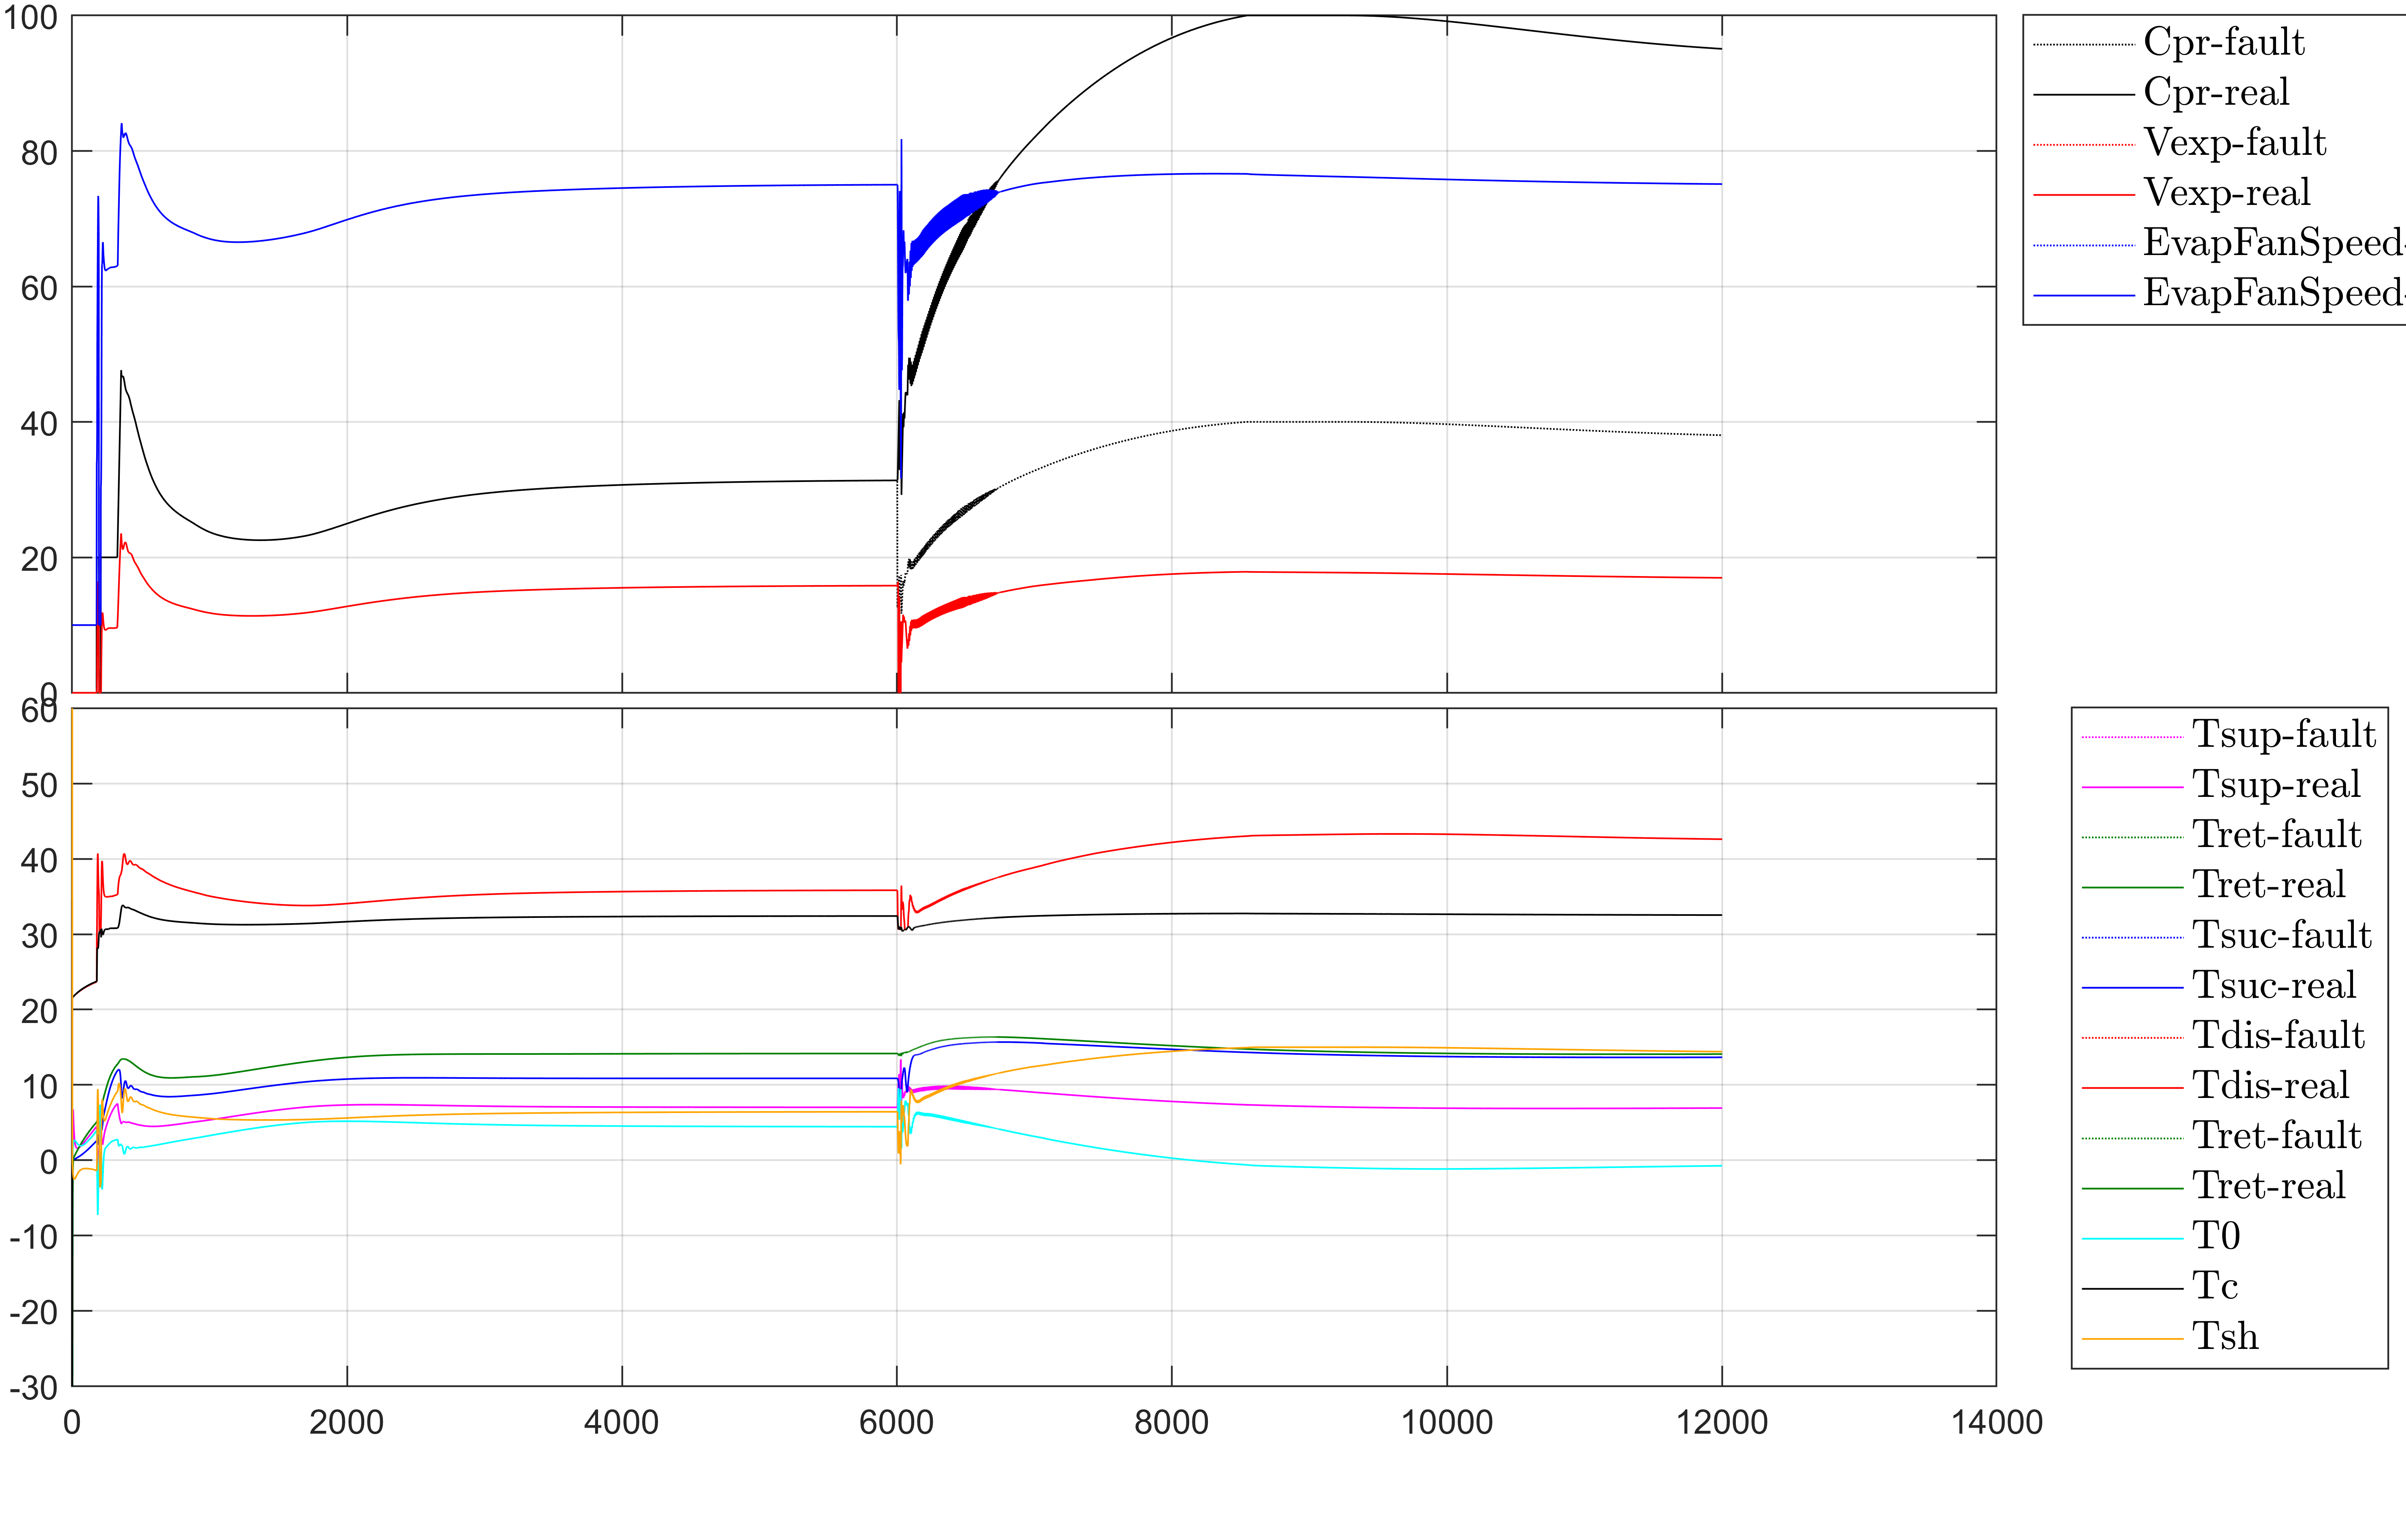 100
80
60
40
20
0
Cpr-fault
Cpr-real
Vexp-fault
Vexp-real
EvapFanSpeed-
EvapFanSpeed-
60
50
40
30
20
10
0
-10
-20
-30
0 2000 4000 6000 8000 10000 12000 14000
Tsup-fault
Tsup-real
Tret-fault
Tret-real
Tsuc-fault
Tsuc-real
Tdis-fault
Tdis-real
Tret-fault
Tret-real
T0
Tc
Tsh